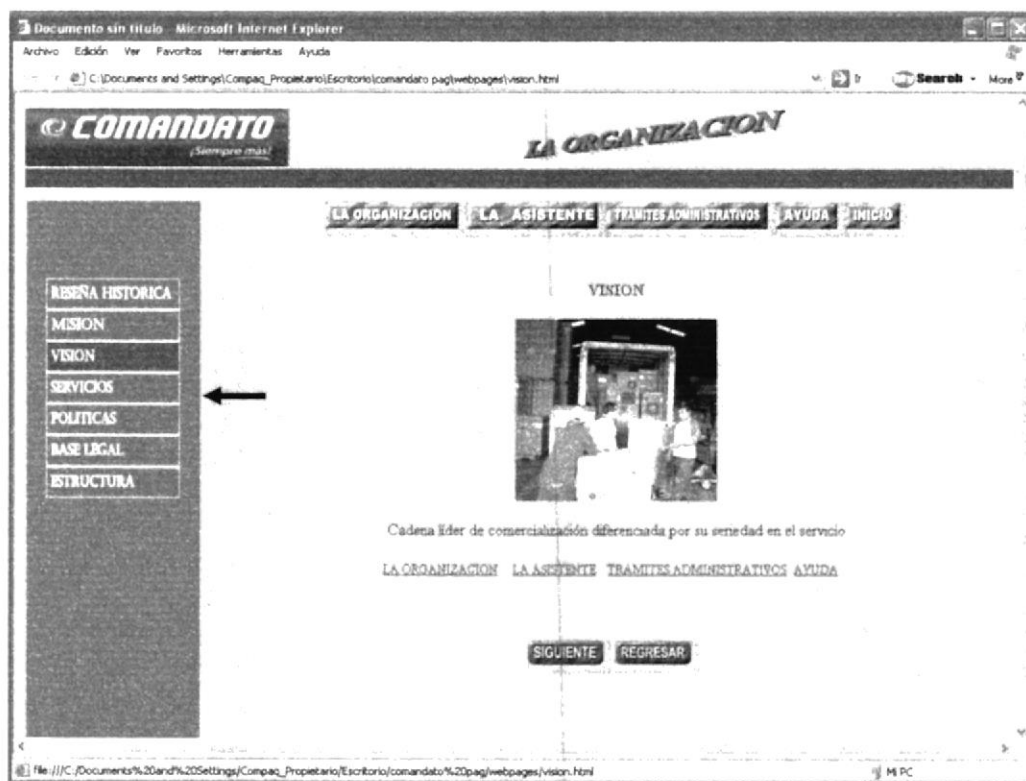 Documento sin titulo Microsoft Internet Explorer
Archivo Edición Ver Favoritos Herramientas Ayuda
C:\Documents and Settings\Compaq_Propietario\Escritorio\comandato pag\webpages\vision.html
Ir Search More
COMANDATO
¡Siempre más!
LA ORGANIZACION
LA ORGANIZACION LA ASISTENTE TRAMITES ADMINISTRATIVOS AYUDA INICIO
RESEÑA HISTORICA
MISION
VISION
SERVICIOS
POLITICAS
BASE LEGAL
ESTRUCTURA
VISION
Cadena lider de comercialización diferenciada por su seriedad en el servicio
LA ORGANIZACION LA ASISTENTE TRAMITES ADMINISTRATIVOS AYUDA
SIGUIENTE REGRESAR
file:///C:/Documents%20and%20Settings/Compaq_Propietario/Escritorio/comandato%20pag/webpages/vision.html Mi PC